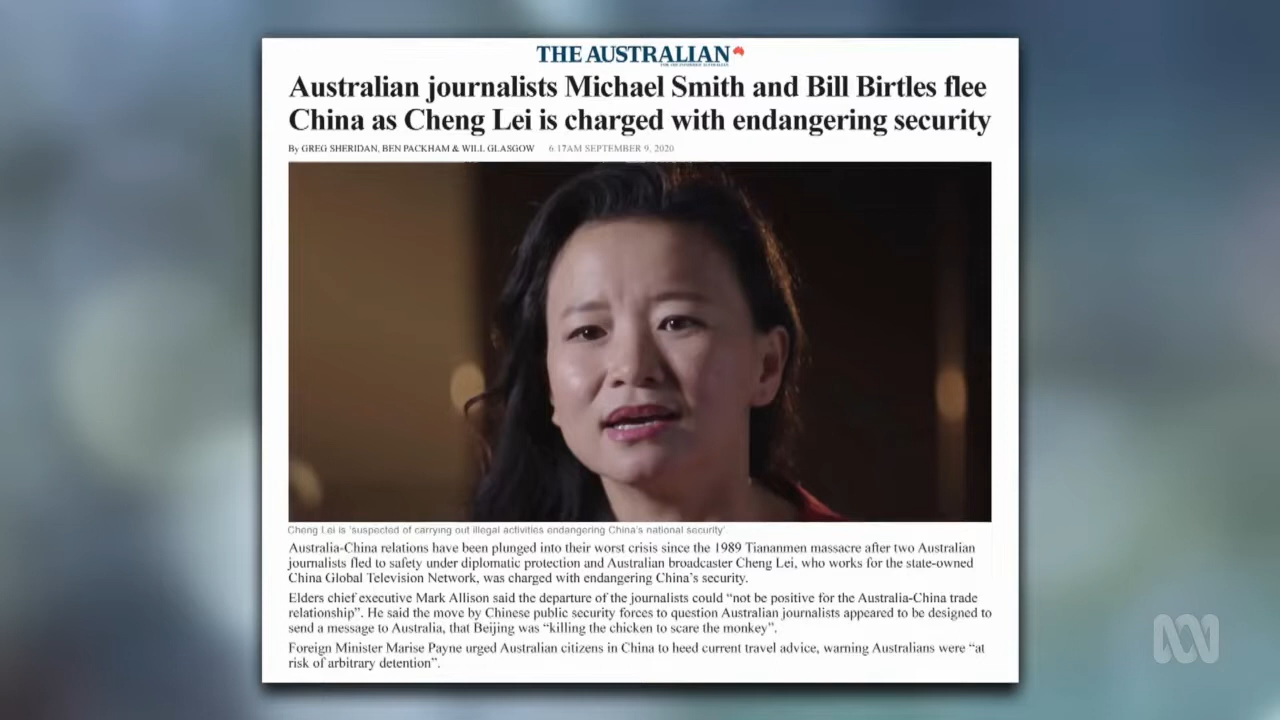 THE AUSTRALIAN
Australian journalists Michael Smith and Bill Birtles flee
China as Cheng Lei is charged with endangering security
By GREG SHERIDAN, BEN PACKHAM & WILL GLASGOW 6:17AM SEPTEMBER 9, 2020
Cheng Lei is 'suspected of carrying out illegal activities endangering China's national security'
Australia-China relations have been plunged into their worst crisis since the 1989 Tiananmen massacre after two Australian
journalists fled to safety under diplomatic protection and Australian broadcaster Cheng Lei, who works for the state-owned
China Global Television Network, was charged with endangering China's security.
Elders chief executive Mark Allison said the departure of the journalists could “not be positive for the Australia-China trade
relationship”. He said the move by Chinese public security forces to question Australian journalists appeared to be designed to
send a message to Australia, that Beijing was “killing the chicken to scare the monkey”.
Foreign Minister Marise Payne urged Australian citizens in China to heed current travel advice, warning Australians were “at
risk of arbitrary detention”.